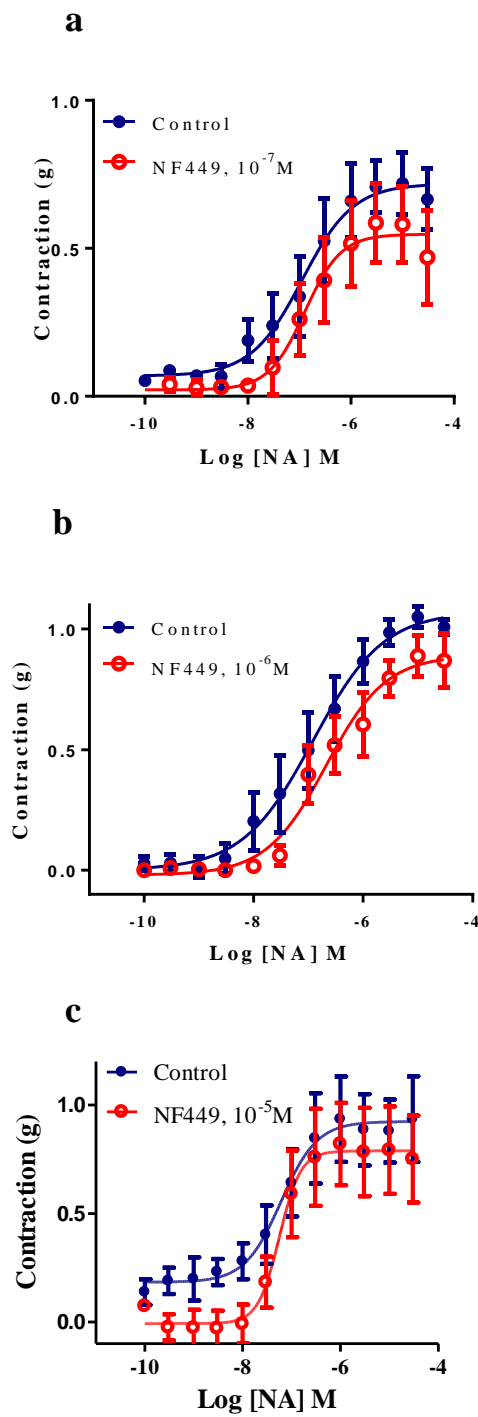 a
1.0
Control
NF449, 10-7M
0.5
0.0
Contraction (g)
-10 -8 -6 -4
Log [NA] M
b
1.0
Control
NF449, 10-6M
0.5
0.0
Contraction (g)
-10 -8 -6 -4
Log [NA] M
c
Control
1.0
NF449, 10-5M
0.5
0.0
Contraction (g)
-10 -8 -6 -4
Log [NA] M